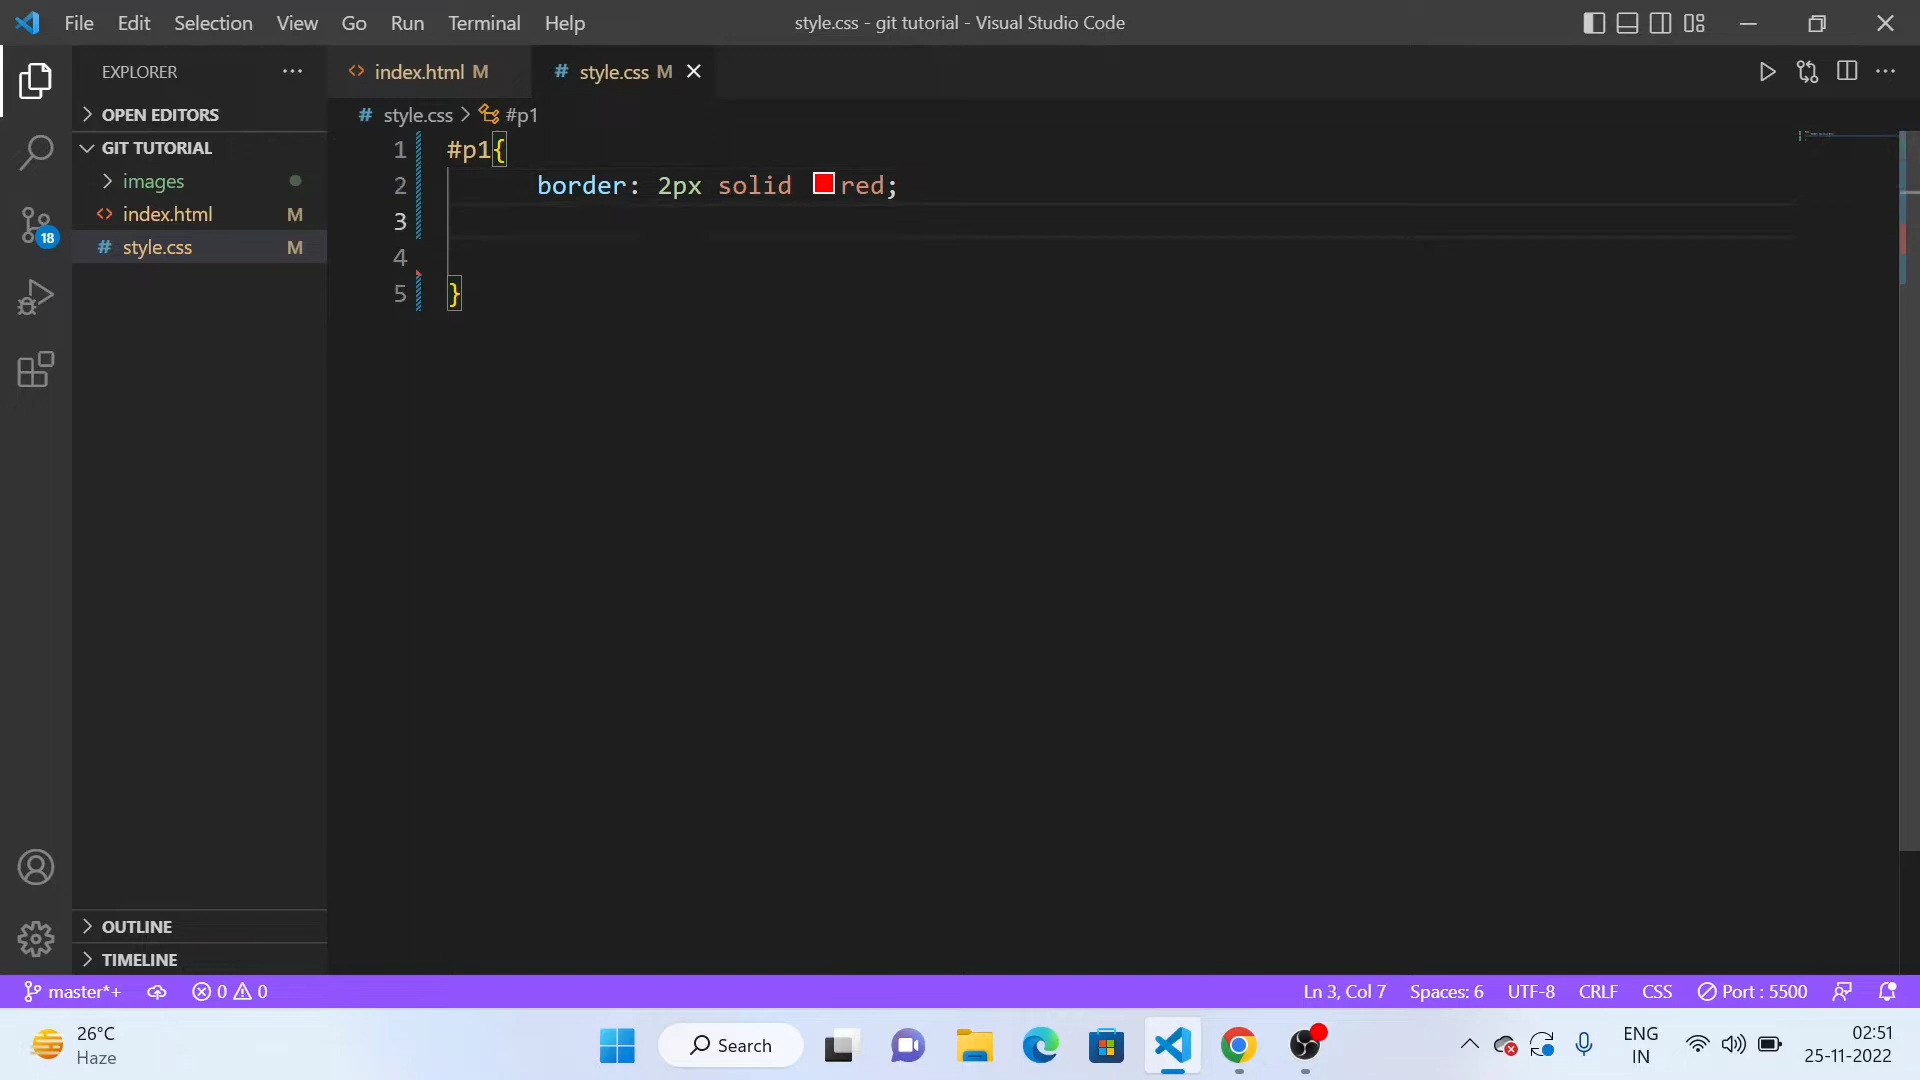 File Edit Selection View Go Run Terminal Help
style.css - git tutorial - Visual Studio Code
EXPLORER
index.html M
# style.css M
OPEN EDITORS
# style.css > #p1
GIT TUTORIAL
images
index.html M
# style.css M
1 #p1{
2 border: 2px solid red;
3
4
5 }
18
OUTLINE
TIMELINE
master*+ 0 0
Ln 3, Col 7 Spaces: 6 UTF-8 CRLF CSS Port : 5500
26°C
Haze
Search
ENG
IN
02:51
25-11-2022